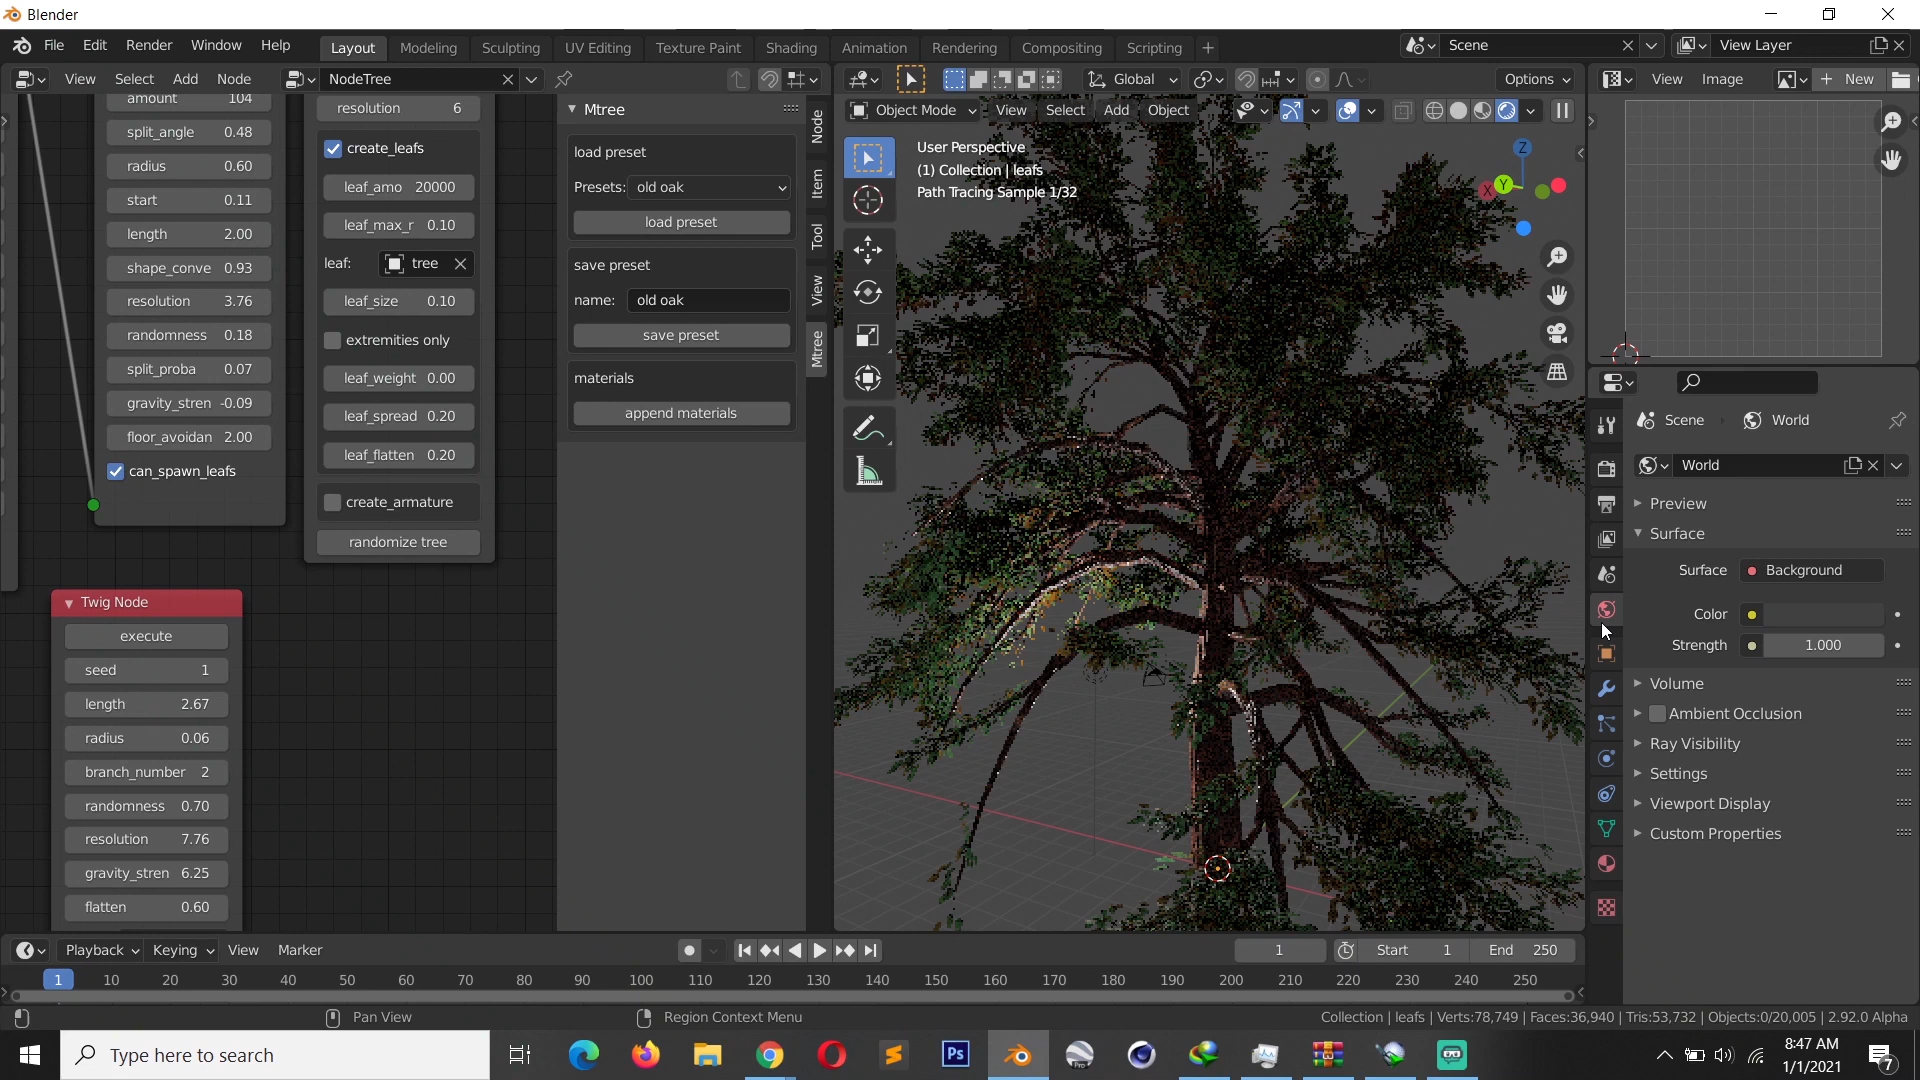 Blender
File Edit Render Window Help Layout Modeling Sculpting UV Editing Texture Paint Shading Animation Rendering Compositing Scripting + Scene View Layer
View Select Add Node NodeTree Global Options View Image New
amount 104
split_angle 0.48
radius 0.60
start 0.11
length 2.00
shape_conve 0.93
resolution 3.76
randomness 0.18
split_proba 0.07
gravity_stren -0.09
floor_avoidan 2.00
can_spawn_leafs
resolution 6
create_leafs
leaf_amo 20000
leaf_max_r 0.10
leaf: tree
leaf_size 0.10
extremities only
leaf_weight 0.00
leaf_spread 0.20
leaf_flatten 0.20
create_armature
randomize tree
Twig Node
execute
seed 1
length 2.67
radius 0.06
branch_number 2
randomness 0.70
resolution 7.76
gravity_stren 6.25
flatten 0.60
Mtree
load preset
Presets: old oak
load preset
save preset
name: old oak
save preset
materials
append materials
Node
Item
Tool
View
Mtree
Object Mode View Select Add Object
User Perspective
(1) Collection | leafs
Path Tracing Sample 1/32
Z
Y
X
Scene World
World
Preview
Surface
Surface Background
Color
Strength 1.000
Volume
Ambient Occlusion
Ray Visibility
Settings
Viewport Display
Custom Properties
Playback Keying View Marker 1 Start 1 End 250
1 10 20 30 40 50 60 70 80 90 100 110 120 130 140 150 160 170 180 190 200 210 220 230 240 250
Pan View Region Context Menu Collection | leafs | Verts:78,749 | Faces:36,940 | Tris:53,732 | Objects:0/20,005 | 2.92.0 Alpha
Type here to search
Ps
Pro
8:47 AM
1/1/2021
7